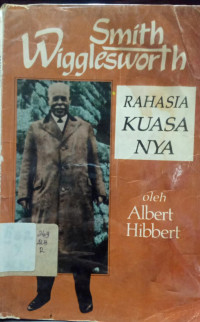 Smith
Wigglesworth
RAHASIA
KUASA
NYA
oleh
Albert
Hibbert